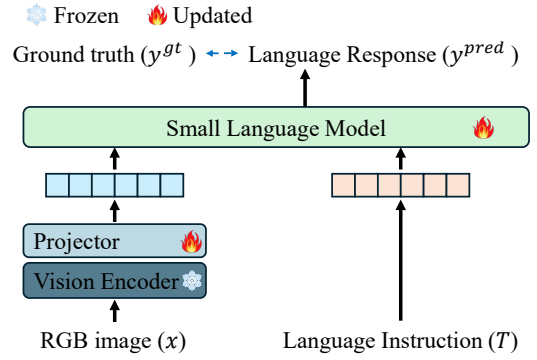 Frozen Updated
Ground truth (y^{gt}) Language Response (y^{pred})
Small Language Model
Projector
Vision Encoder
RGB image (x) Language Instruction (T)